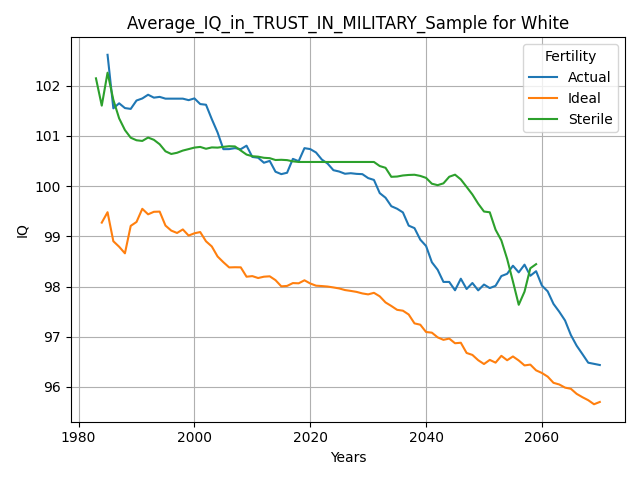 Average_IQ_in_TRUST_IN_MILITARY_Sample for White
Fertility
Actual
Ideal
Sterile
102
101
100
99
98
97
96
IQ
1980
2000
2020
2040
2060
Years